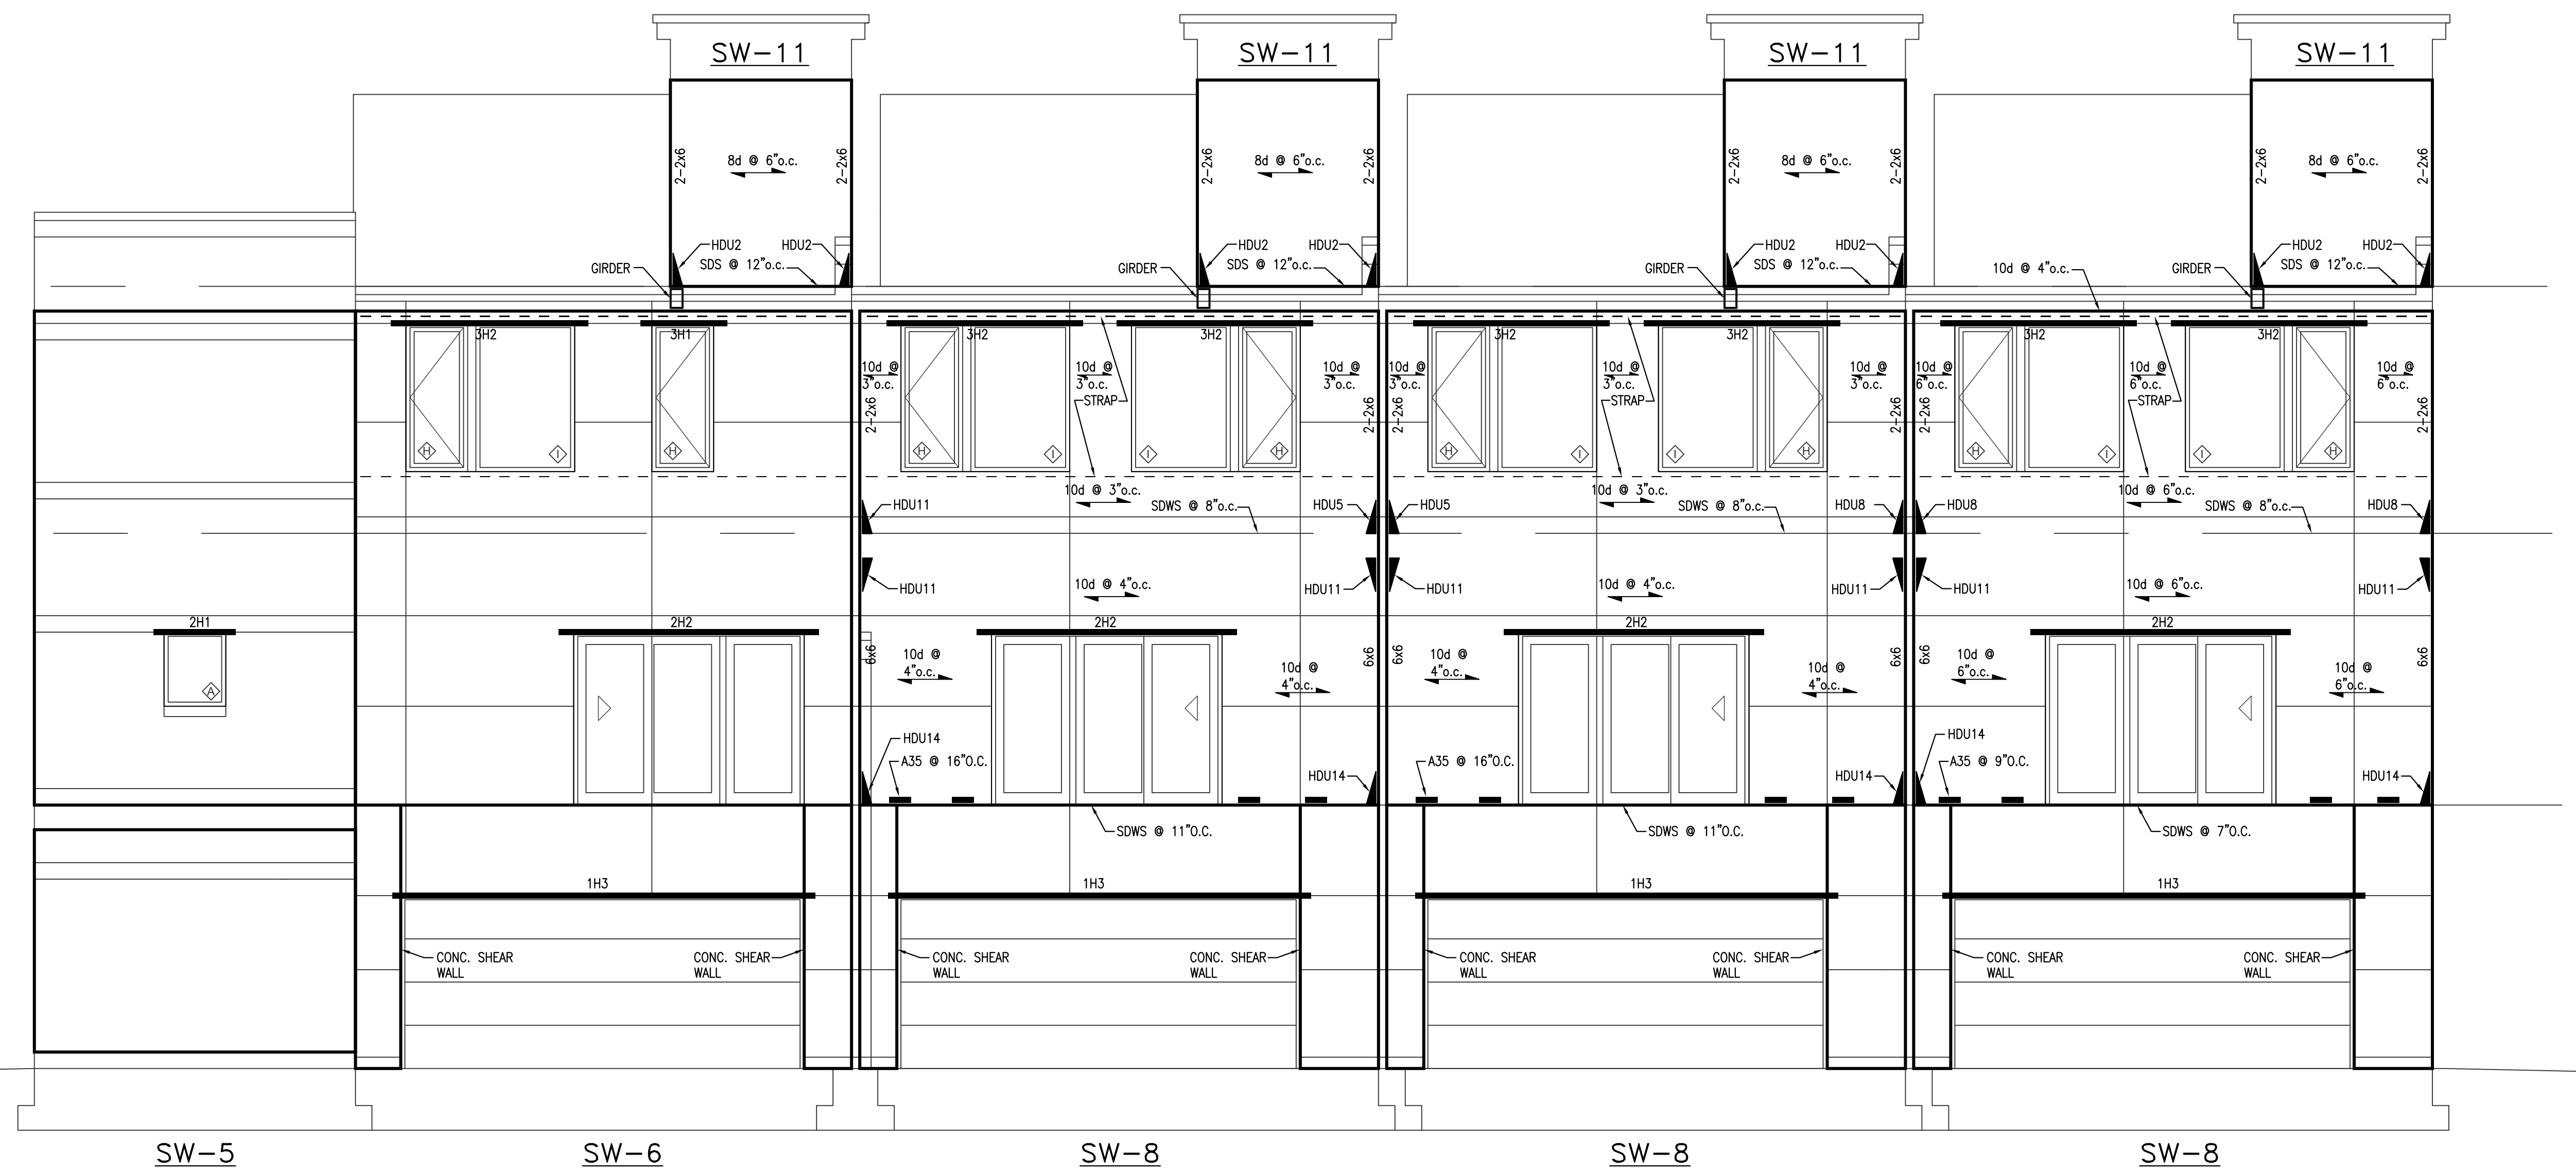 SW-11
SW-11
SW-11
SW-11
2-2x6
8d @ 6"o.c.
2-2x6
2-2x6
8d @ 6"o.c.
2-2x6
2-2x6
8d @ 6"o.c.
2-2x6
2-2x6
8d @ 6"o.c.
2-2x6
HDU2
HDU2
HDU2
HDU2
HDU2
HDU2
HDU2
HDU2
GIRDER
SDS @ 12"o.c.
GIRDER
SDS @ 12"o.c.
GIRDER
SDS @ 12"o.c.
10d @ 4"o.c.
GIRDER
SDS @ 12"o.c.
3H2
3H1
3H2
3H2
3H2
3H2
3H2
3H2
10d @
3"o.c.
10d @
3"o.c.
10d @
3"o.c.
10d @
3"o.c.
10d @
3"o.c.
10d @
3"o.c.
10d @
6"o.c.
10d @
6"o.c.
10d @
6"o.c.
2-2x6
STRAP
2-2x6
2-2x6
STRAP
2-2x6
2-2x6
STRAP
2-2x6
H
I
H
H
I
I
H
H
I
I
H
H
I
I
H
10d @ 3"o.c.
10d @ 3"o.c.
10d @ 6"o.c.
HDU11
SDWS @ 8"o.c.
HDU5
HDU5
SDWS @ 8"o.c.
HDU8
HDU8
SDWS @ 8"o.c.
HDU8
HDU11
10d @ 4"o.c.
HDU11
HDU11
10d @ 4"o.c.
HDU11
HDU11
10d @ 6"o.c.
HDU11
2H1
2H2
2H2
2H2
2H2
A
6x6
10d @
4"o.c.
10d @
4"o.c.
6x6
6x6
10d @
4"o.c.
10d @
4"o.c.
6x6
6x6
10d @
6"o.c.
10d @
6"o.c.
6x6
HDU14
A35 @ 16"O.C.
HDU14
A35 @ 16"O.C.
HDU14
HDU14
A35 @ 9"O.C.
HDU14
SDWS @ 11"O.C.
SDWS @ 11"O.C.
SDWS @ 7"O.C.
1H3
1H3
1H3
1H3
CONC. SHEAR
WALL
CONC. SHEAR
WALL
CONC. SHEAR
WALL
CONC. SHEAR
WALL
CONC. SHEAR
WALL
CONC. SHEAR
WALL
CONC. SHEAR
WALL
CONC. SHEAR
WALL
SW-5
SW-6
SW-8
SW-8
SW-8